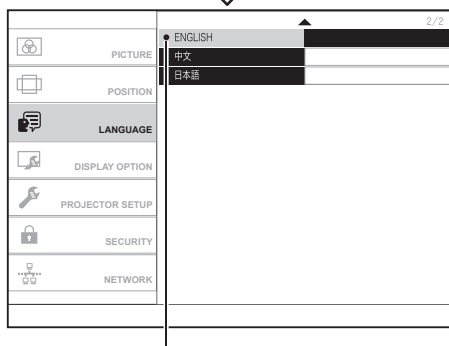 2/2
PICTURE
ENGLISH
中文
POSITION
日本語
LANGUAGE
DISPLAY OPTION
PROJECTOR SETUP
SECURITY
NETWORK